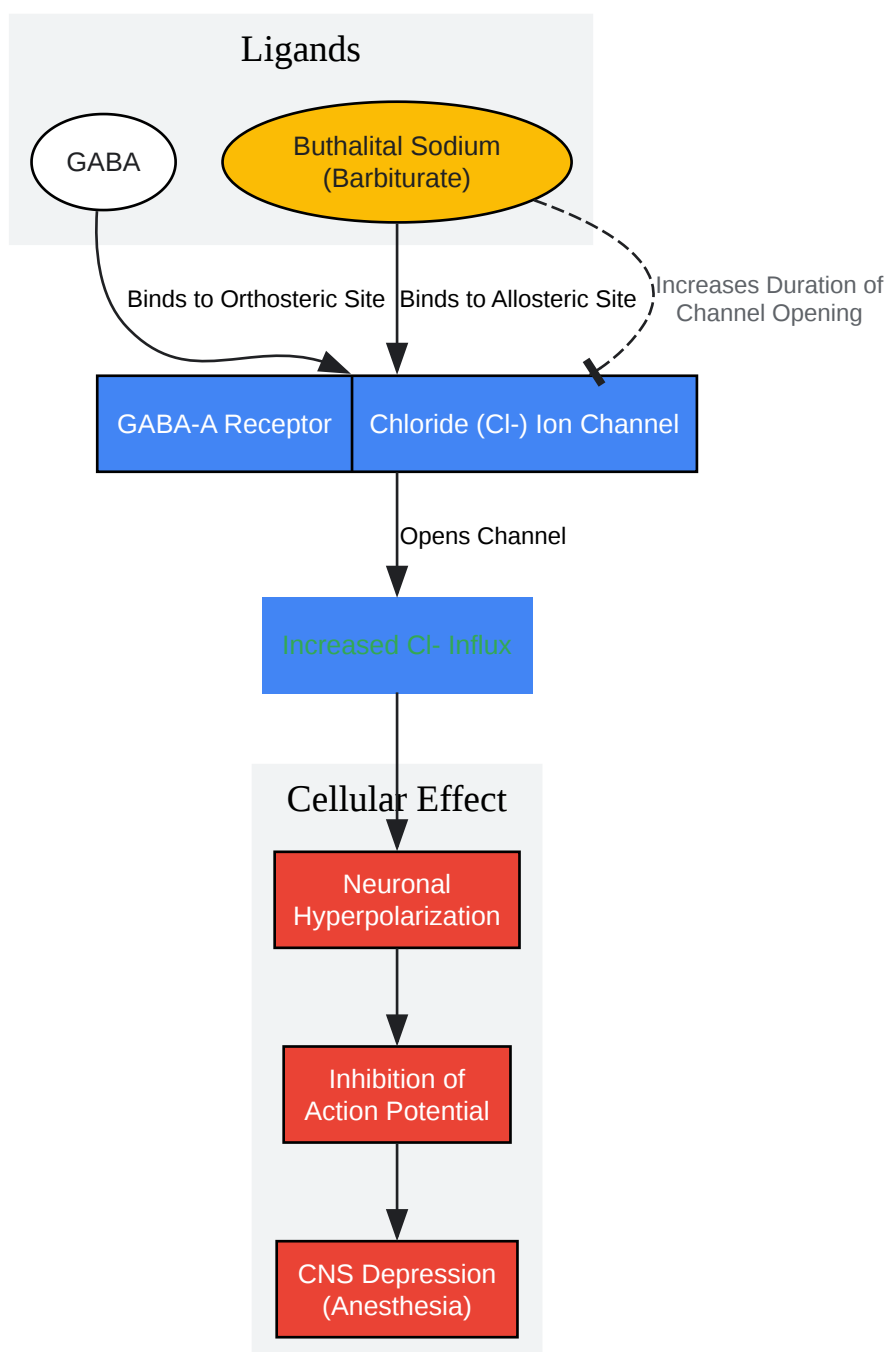 Ligands
GABA
Buthalital Sodium
(Barbiturate)
Binds to Orthosteric Site
Binds to Allosteric Site
Increases Duration of
Channel Opening
GABA-A Receptor
Chloride (Cl-) Ion Channel
Opens Channel
Increased Cl- Influx
Cellular Effect
Neuronal
Hyperpolarization
Inhibition of
Action Potential
CNS Depression
(Anesthesia)